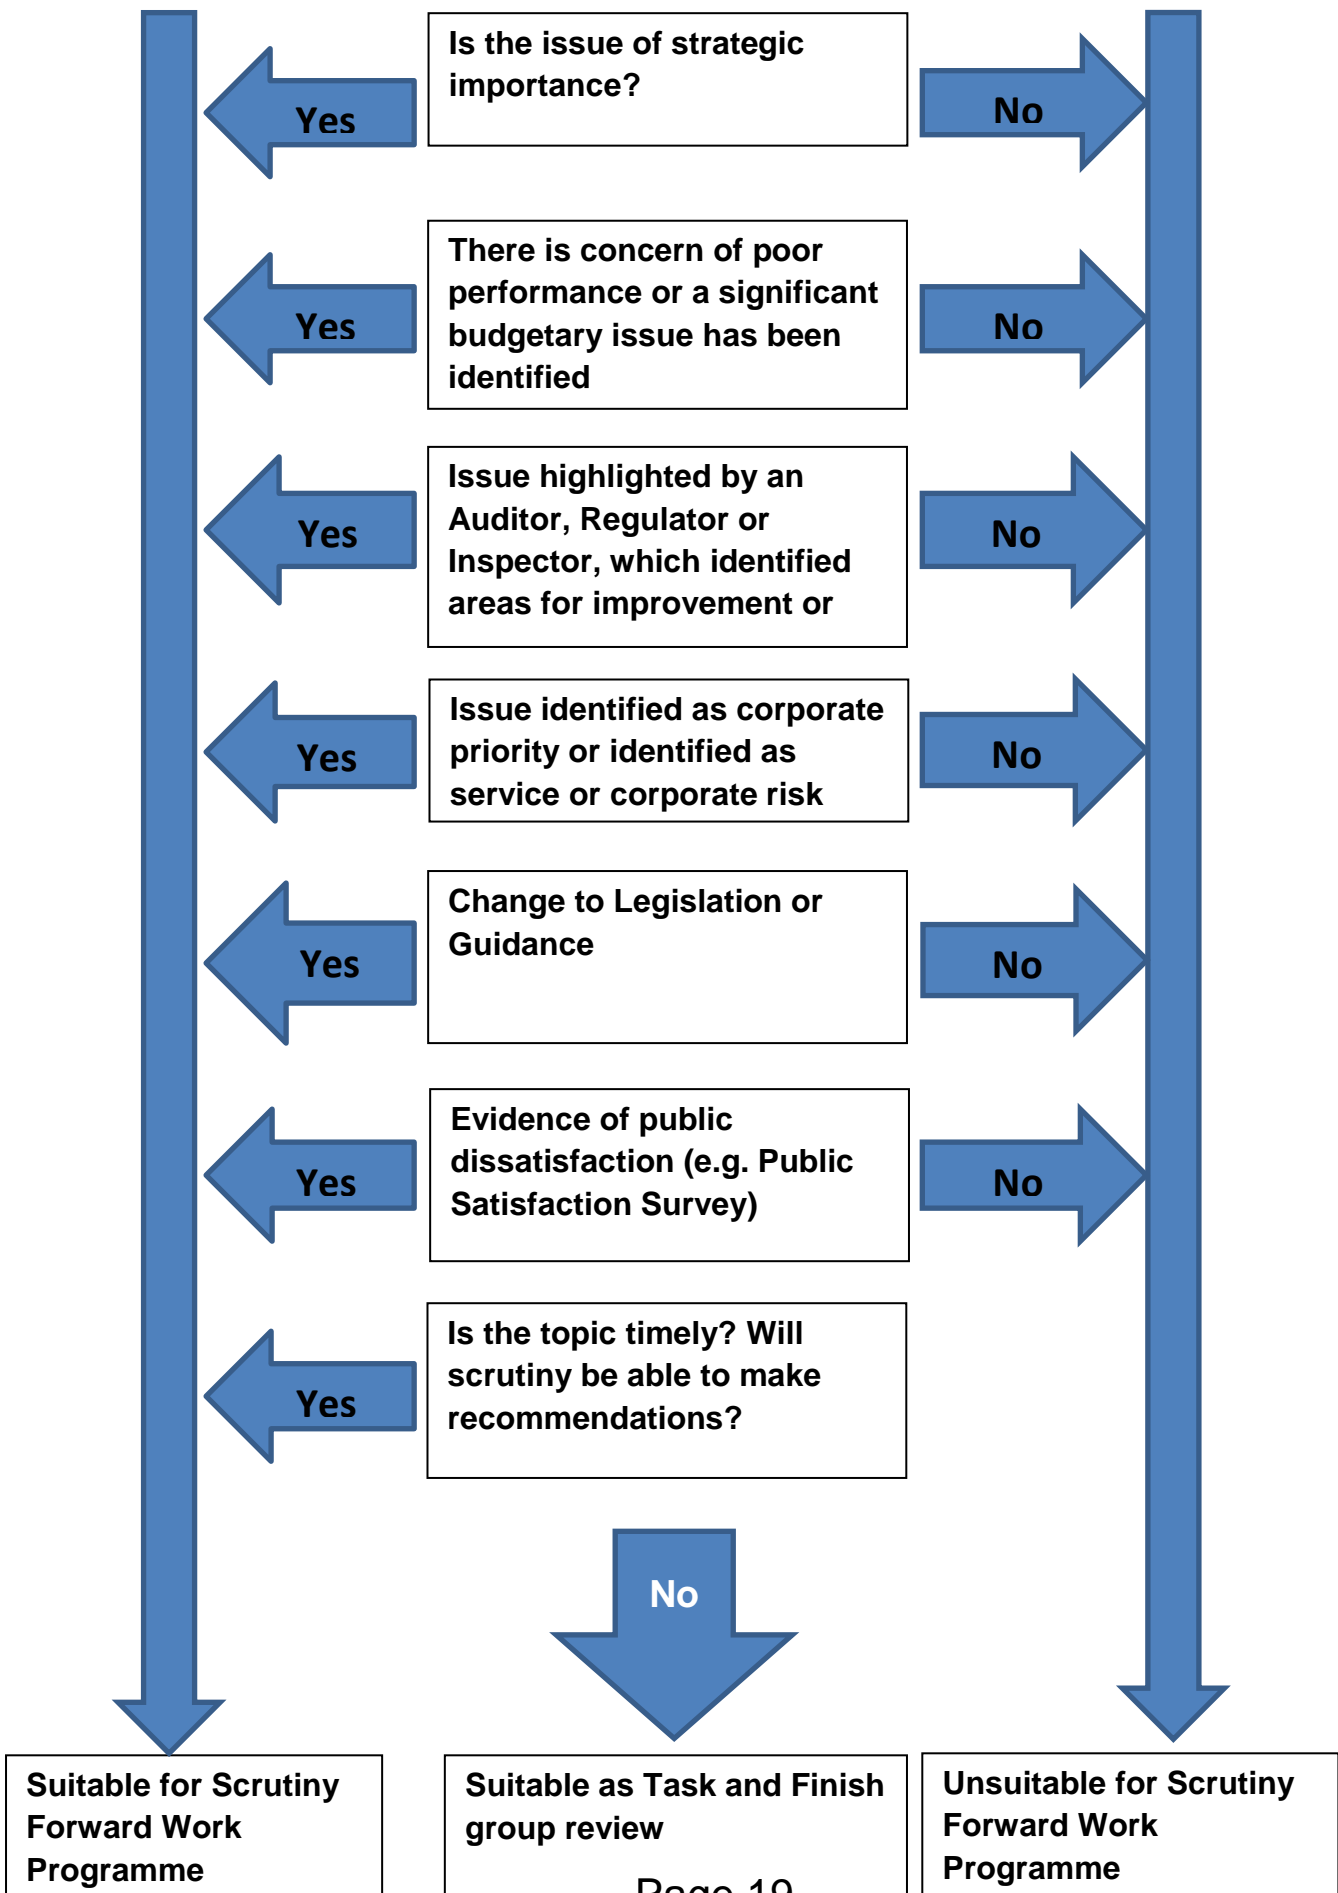 Is the issue of strategic
importance?
Yes
No
There is concern of poor
performance or a significant
budgetary issue has been
identified
Yes
No
Issue highlighted by an
Auditor, Regulator or
Inspector, which identified
areas for improvement or
Yes
No
Issue identified as corporate
priority or identified as
service or corporate risk
Yes
No
Change to Legislation or
Guidance
Yes
No
Evidence of public
dissatisfaction (e.g. Public
Satisfaction Survey)
Yes
No
Is the topic timely? Will
scrutiny be able to make
recommendations?
Yes
No
Suitable for Scrutiny
Forward Work
Programme
Suitable as Task and Finish
group review
Unsuitable for Scrutiny
Forward Work
Programme
Page 19